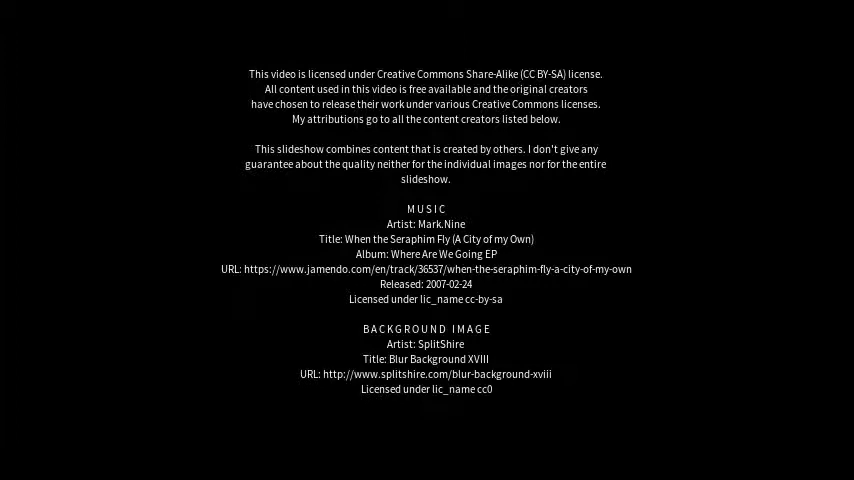 This video is licensed under Creative Commons Share-Alike (CC BY-SA) license.
All content used in this video is free available and the original creators
have chosen to release their work under various Creative Commons licenses.
My attributions go to all the content creators listed below.
This slideshow combines content that is created by others. I don't give any
guarantee about the quality neither for the individual images nor for the entire
slideshow.
MUSIC
Artist: Mark.Nine
Title: When the Seraphim Fly (A City of my Own)
Album: Where Are We Going EP
URL: https://www.jamendo.com/en/track/36537/when-the-seraphim-fly-a-city-of-my-own
Released: 2007-02-24
Licensed under lic_name cc-by-sa
BACKGROUND IMAGE
Artist: SplitShire
Title: Blur Background XVIII
URL: http://www.splitshire.com/blur-background-xviii
Licensed under lic_name cc0